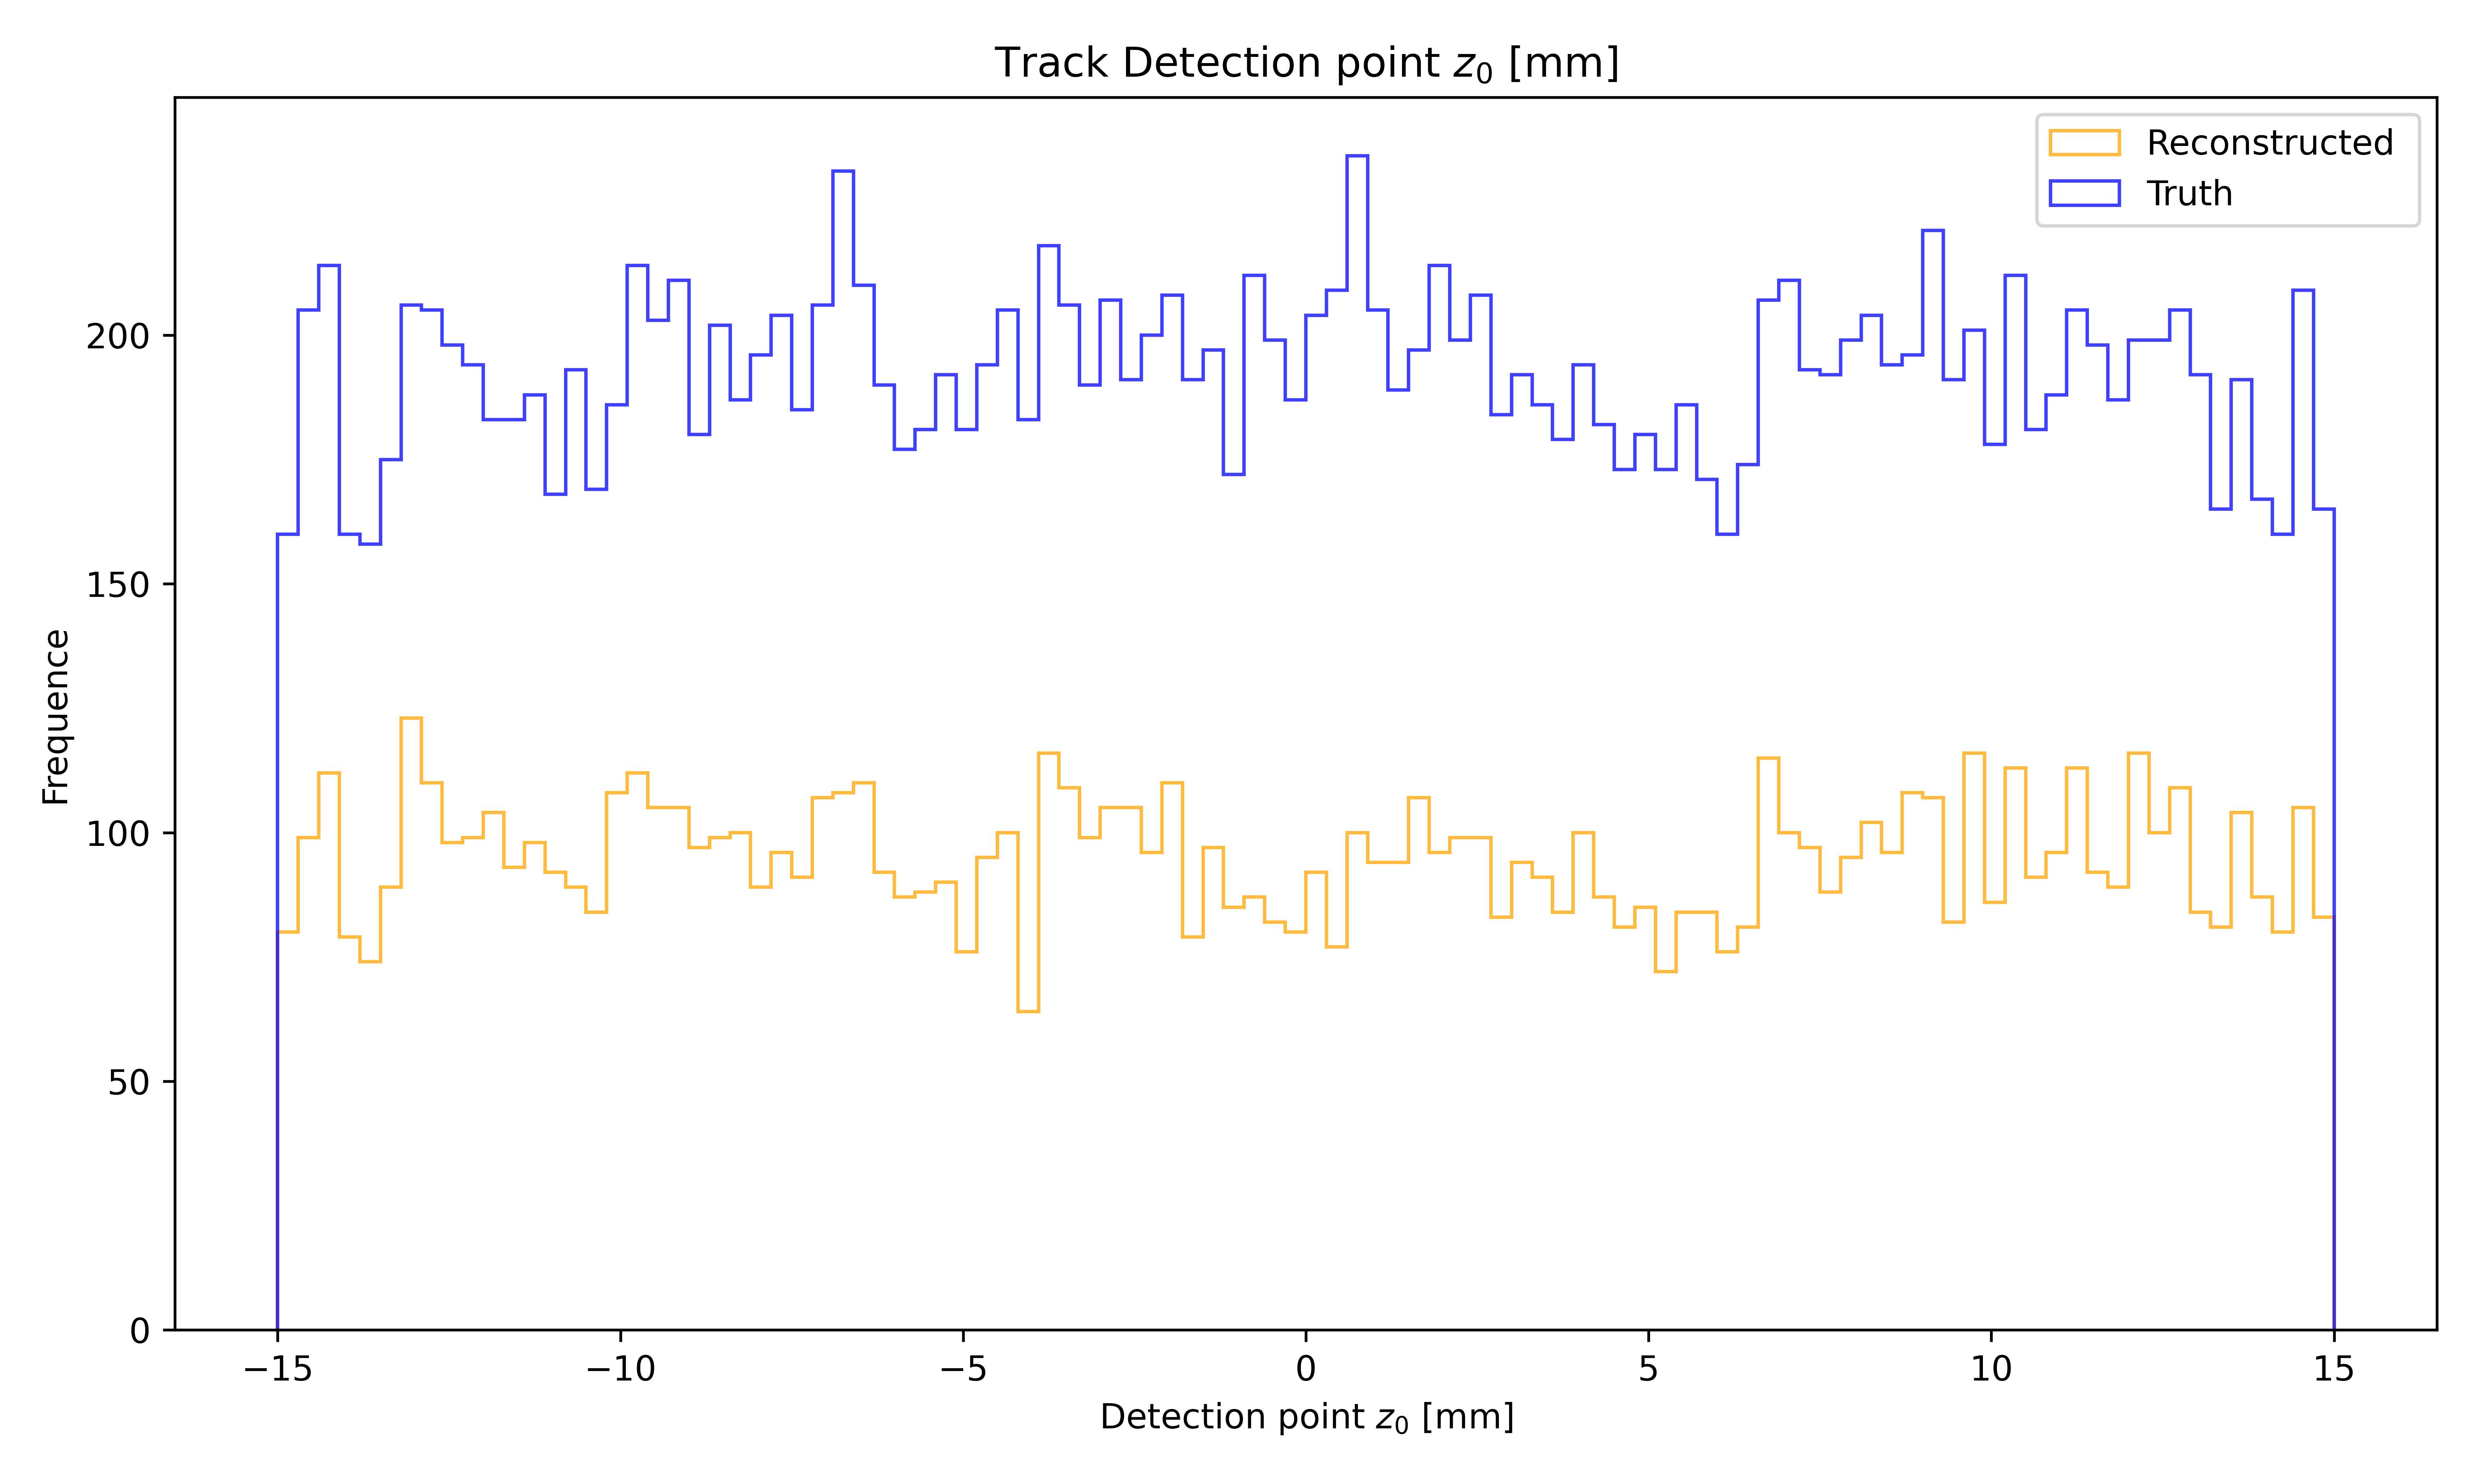 Track Detection point z₀ [mm]
Reconstructed
Truth
Frequence
200
150
100
50
0
−15 −10 −5 0 5 10 15
Detection point z₀ [mm]